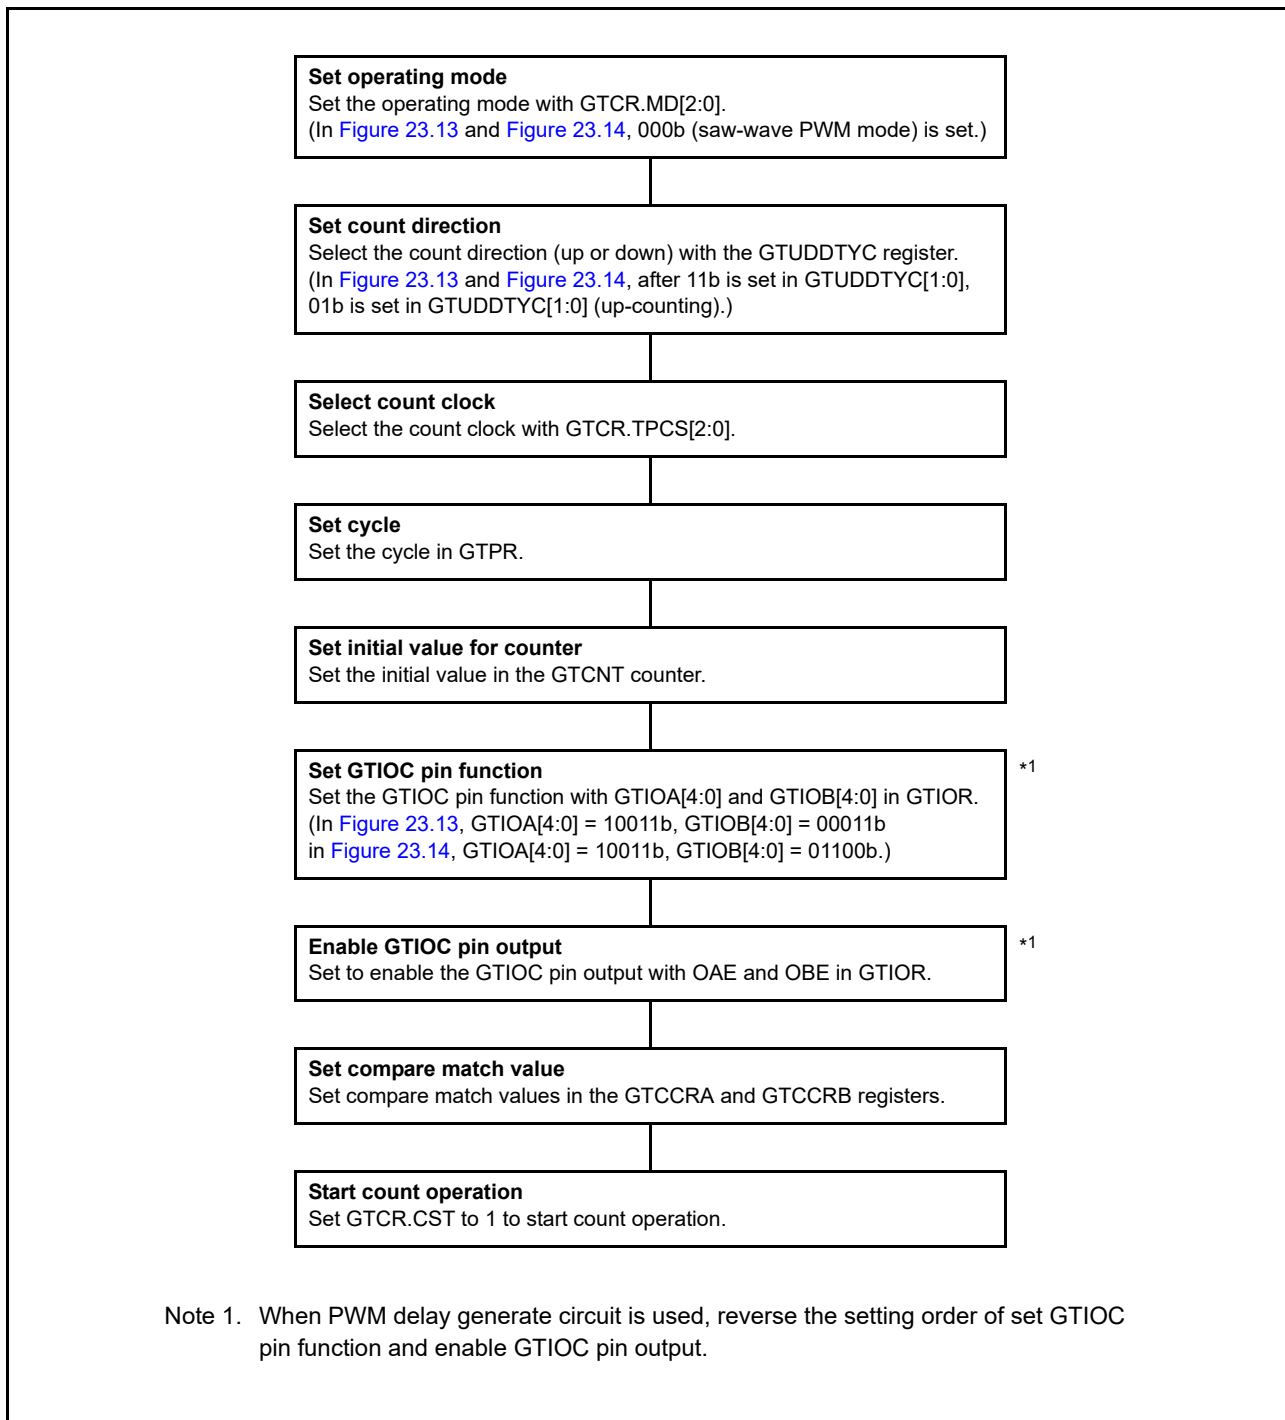 Set operating mode
Set the operating mode with GTCR.MD[2:0].
(In Figure 23.13 and Figure 23.14, 000b (saw-wave PWM mode) is set.)
Set count direction
Select the count direction (up or down) with the GTUDDTYC register.
(In Figure 23.13 and Figure 23.14, after 11b is set in GTUDDTYC[1:0],
01b is set in GTUDDTYC[1:0] (up-counting).)
Select count clock
Select the count clock with GTCR.TPCS[2:0].
Set cycle
Set the cycle in GTPR.
Set initial value for counter
Set the initial value in the GTCNT counter.
Set GTIOC pin function *1
Set the GTIOC pin function with GTIOA[4:0] and GTIOB[4:0] in GTIOR.
(In Figure 23.13, GTIOA[4:0] = 10011b, GTIOB[4:0] = 00011b
in Figure 23.14, GTIOA[4:0] = 10011b, GTIOB[4:0] = 01100b.)
Enable GTIOC pin output *1
Set to enable the GTIOC pin output with OAE and OBE in GTIOR.
Set compare match value
Set compare match values in the GTCCRA and GTCCRB registers.
Start count operation
Set GTCR.CST to 1 to start count operation.
Note 1. When PWM delay generate circuit is used, reverse the setting order of set GTIOC
pin function and enable GTIOC pin output.